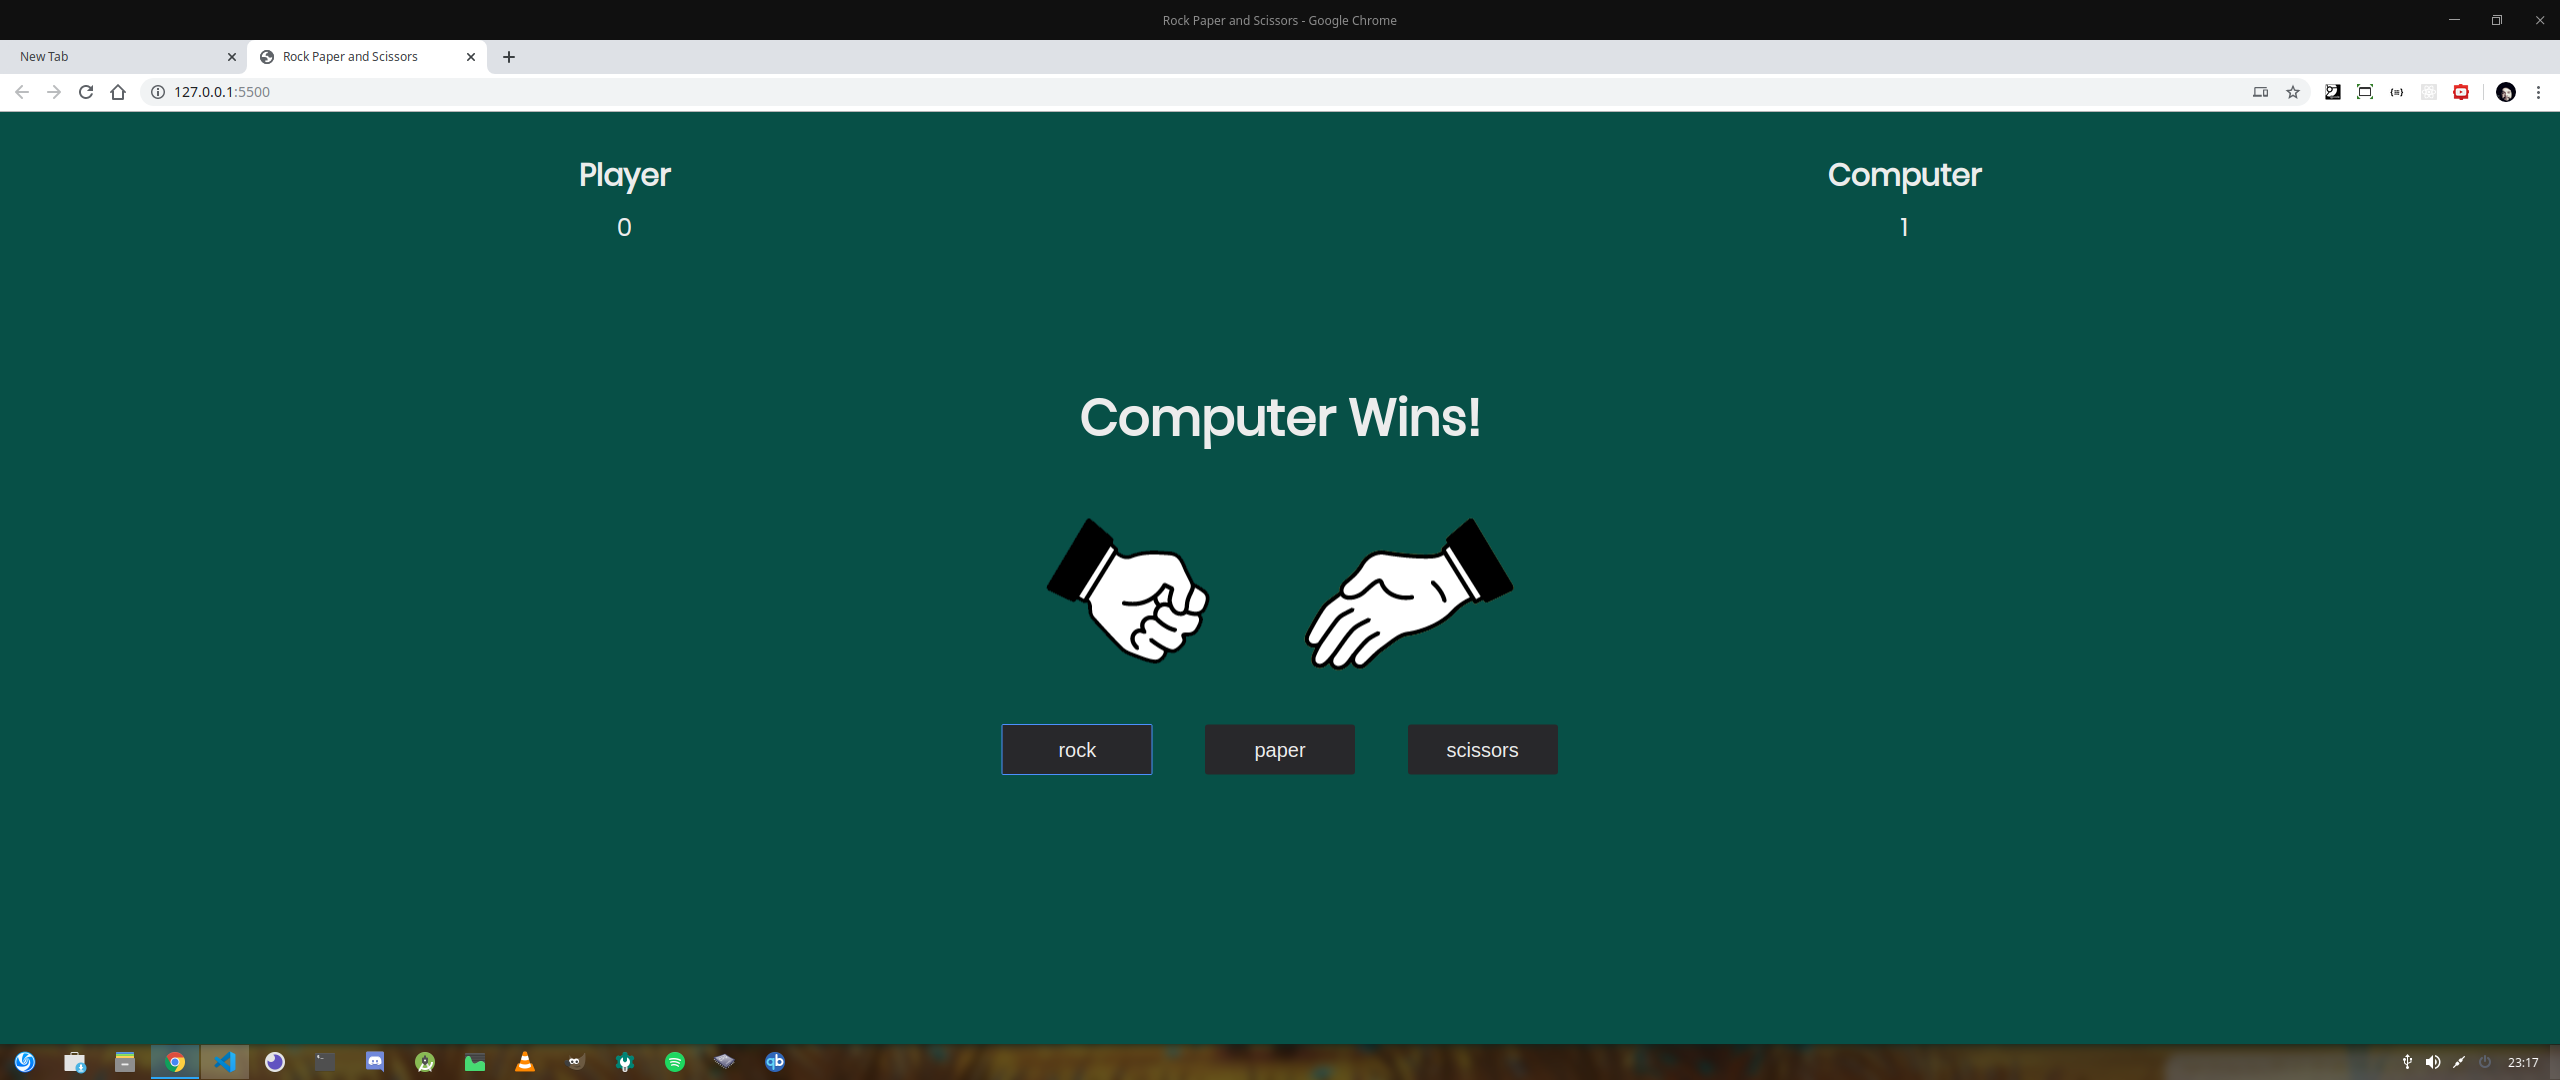 Rock Paper and Scissors - Google Chrome
New Tab
Rock Paper and Scissors
127.0.0.1:5500
Player
Computer
0
1
Computer Wins!
rock
paper
scissors
qb
23:17